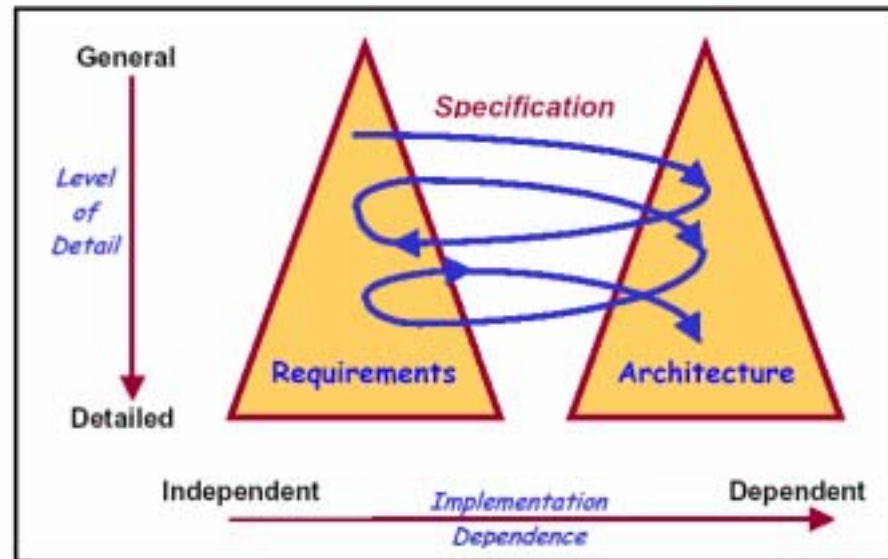 General
Specification
Level
of
Detail
Requirements
Architecture
Detailed
Independent
Implementation
Dependent
Dependence